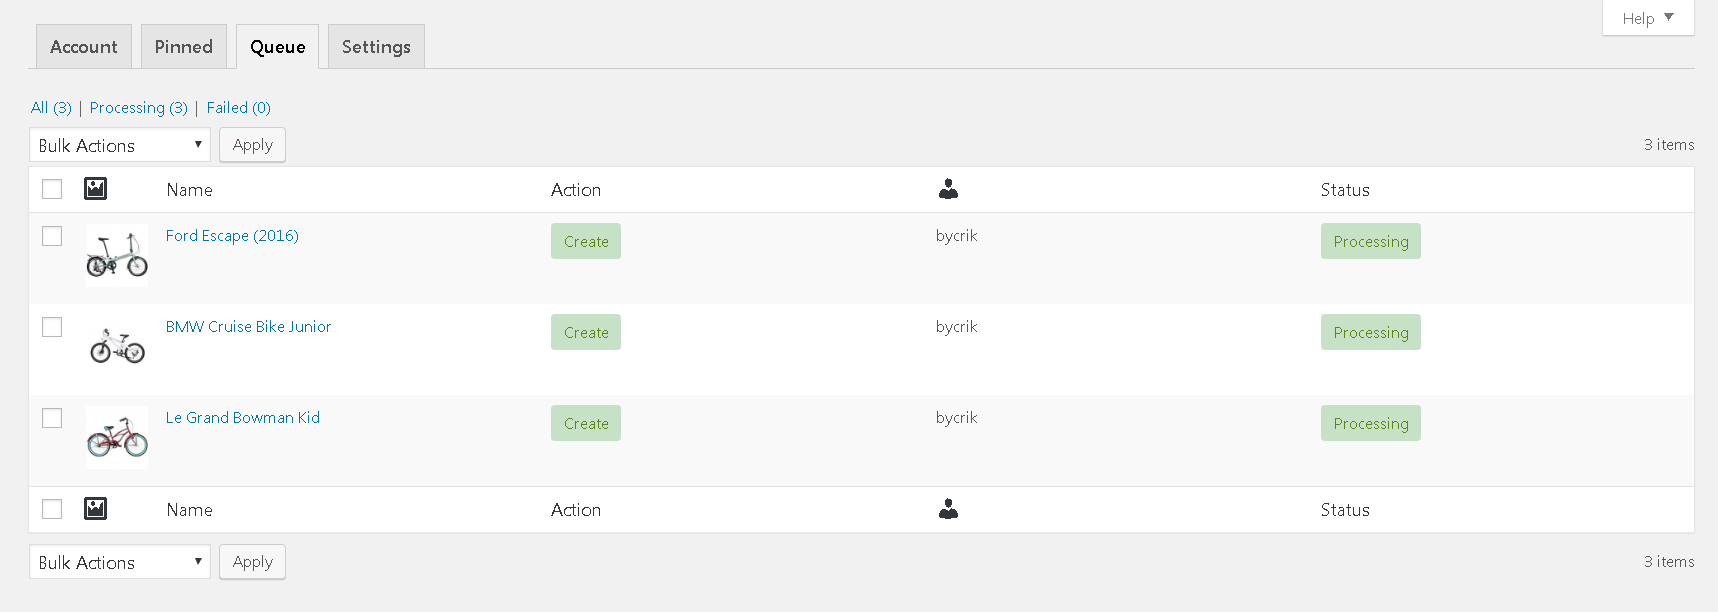 Help ▼
Account Pinned Queue Settings
All (3) | Processing (3) | Failed (0)
Bulk Actions ▼ Apply 3 items
Name Action Status
Ford Escape (2016) Create bycrik Processing
BMW Cruise Bike Junior Create bycrik Processing
Le Grand Bowman Kid Create bycrik Processing
Name Action Status
Bulk Actions ▼ Apply 3 items